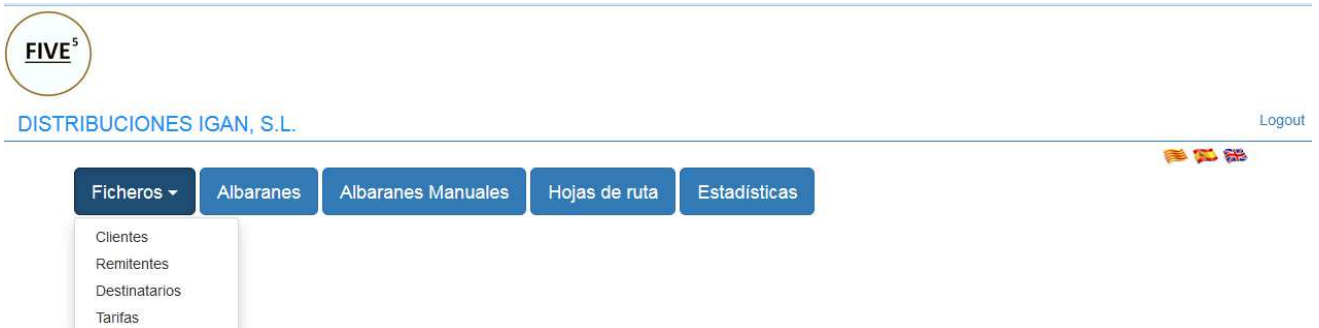 FIVE⁵
DISTRIBUCIONES IGAN, S.L.
Logout
Ficheros Albaranes Albaranes Manuales Hojas de ruta Estadísticas
Clientes
Remitentes
Destinatarios
Tarifas